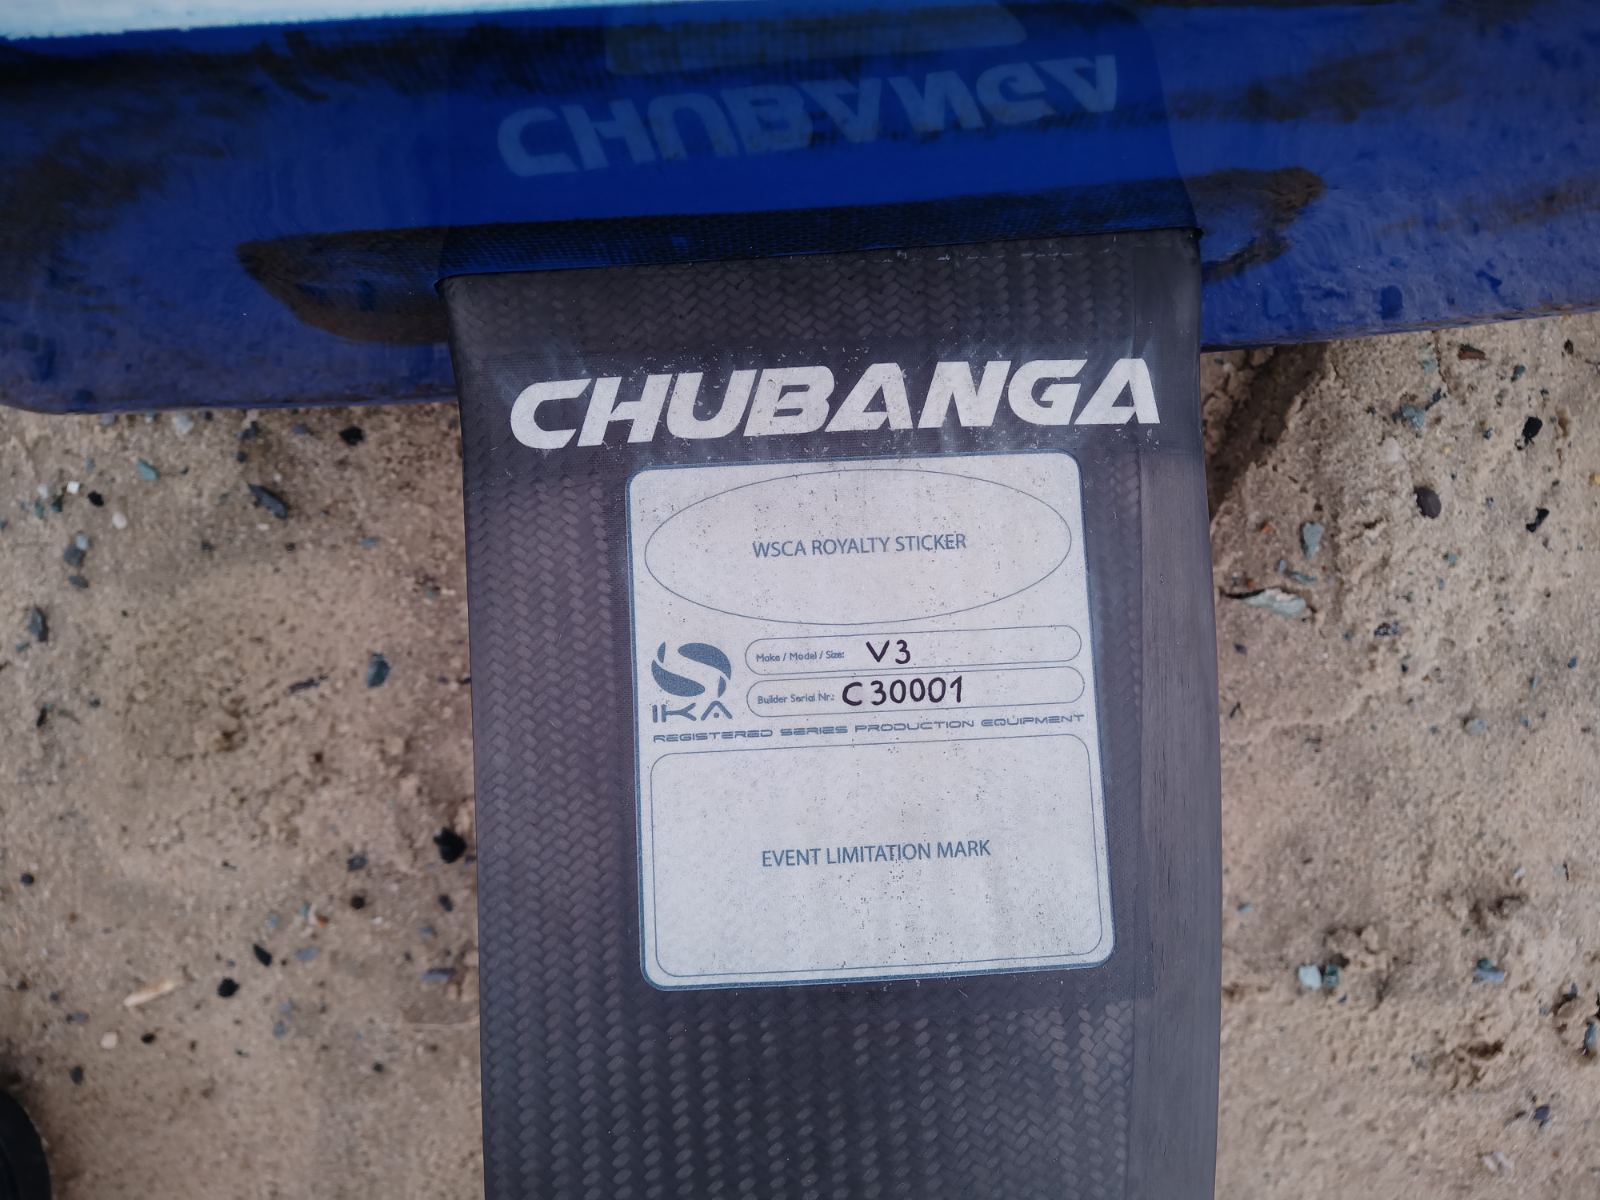 CHUBANGA
CHUBANGA
WSCA ROYALTY STICKER
Make / Model / Size: V3
Builder Serial Nr.: C30001
IKA
REGISTERED SERIES PRODUCTION EQUIPMENT
EVENT LIMITATION MARK